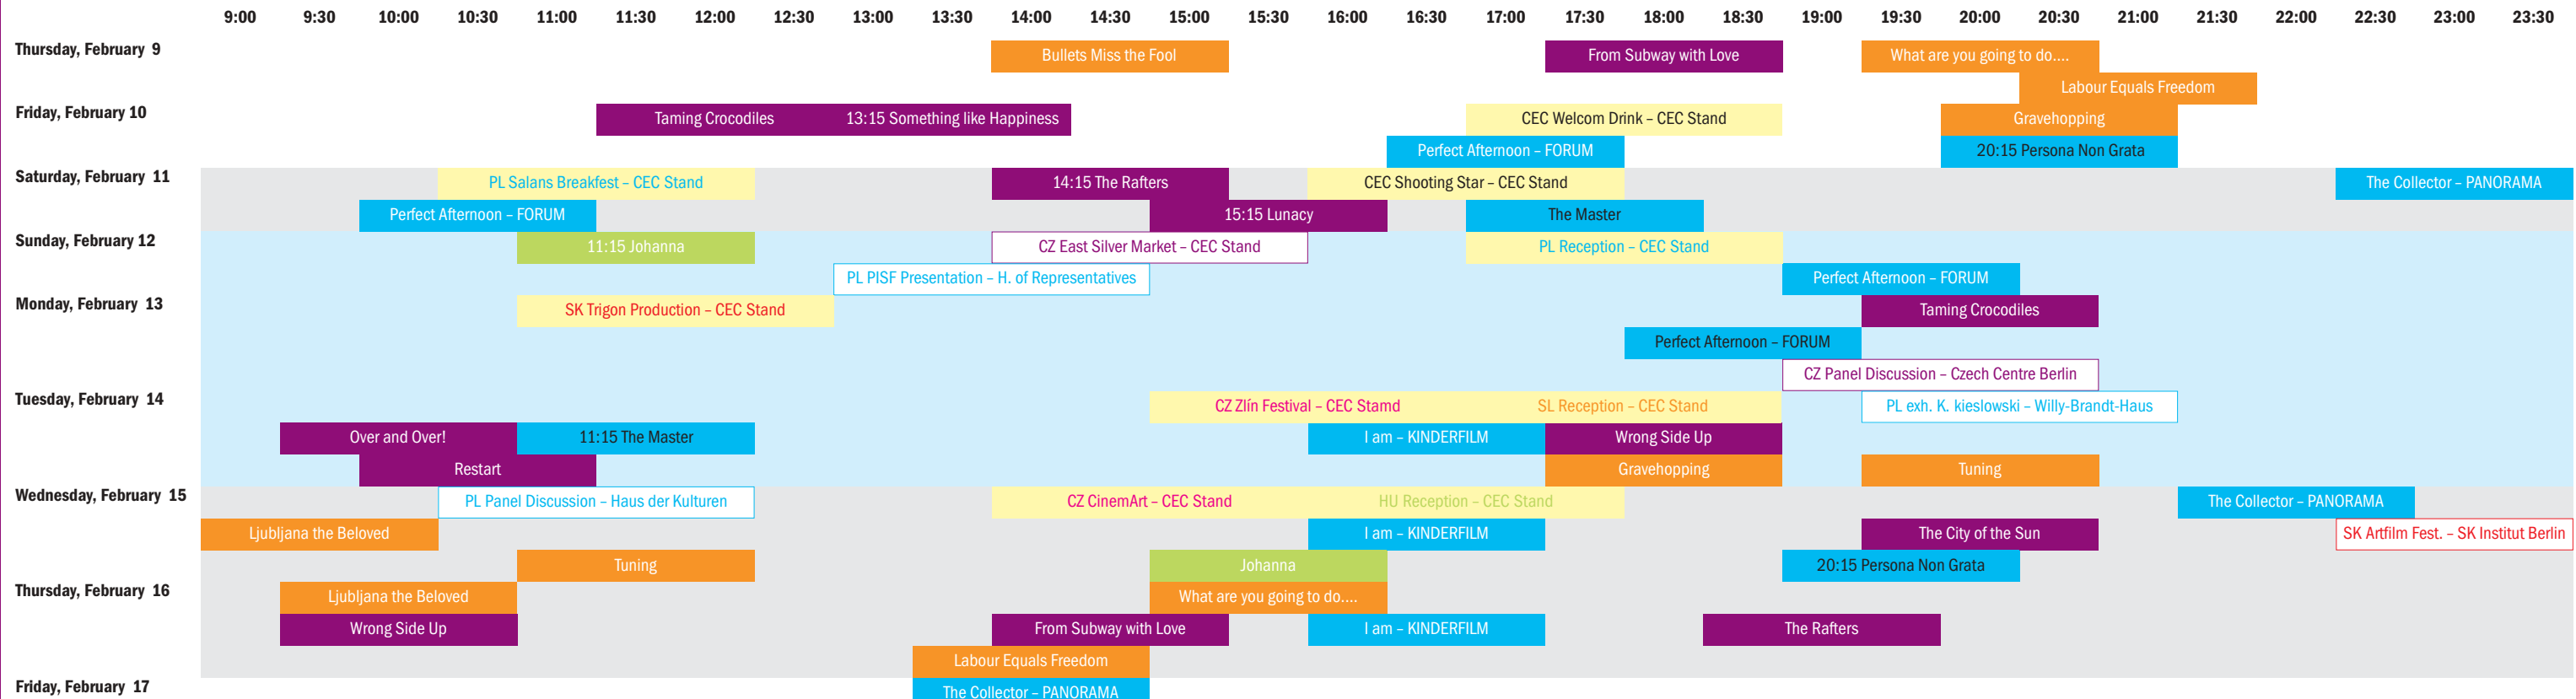 9:00 9:30 10:00 10:30 11:00 11:30 12:00 12:30 13:00 13:30 14:00 14:30 15:00 15:30 16:00 16:30 17:00 17:30 18:00 18:30 19:00 19:30 20:00 20:30 21:00 21:30 22:00 22:30 23:00 23:30
Thursday, February 9 Bullets Miss the Fool From Subway with Love What are you going to do....
Labour Equals Freedom
Friday, February 10 Taming Crocodiles 13:15 Something like Happiness CEC Welcom Drink – CEC Stand Gravehopping
Perfect Afternoon – FORUM 20:15 Persona Non Grata
Saturday, February 11 PL Salans Breakfast – CEC Stand 14:15 The Rafters CEC Shooting Star – CEC Stand The Collector – PANORAMA
Perfect Afternoon – FORUM 15:15 Lunacy The Master
Sunday, February 12 11:15 Johanna CZ East Silver Market – CEC Stand PL Reception – CEC Stand
PL PISF Presentation – H. of Representatives Perfect Afternoon – FORUM
Monday, February 13 SK Trigon Production – CEC Stand Taming Crocodiles
Perfect Afternoon – FORUM
CZ Panel Discussion – Czech Centre Berlin
Tuesday, February 14 CZ Zlín Festival – CEC Stamd SL Reception – CEC Stand PL exh. K. kieslowski – Willy-Brandt-Haus
Over and Over! 11:15 The Master I am – KINDERFILM Wrong Side Up
Restart Gravehopping Tuning
Wednesday, February 15 PL Panel Discussion – Haus der Kulturen CZ CinemArt – CEC Stand HU Reception – CEC Stand The Collector – PANORAMA
Ljubljana the Beloved I am – KINDERFILM The City of the Sun SK Artfilm Fest. – SK Institut Berlin
Tuning Johanna 20:15 Persona Non Grata
Thursday, February 16 Ljubljana the Beloved What are you going to do....
Wrong Side Up From Subway with Love I am – KINDERFILM The Rafters
Labour Equals Freedom
Friday, February 17 The Collector – PANORAMA